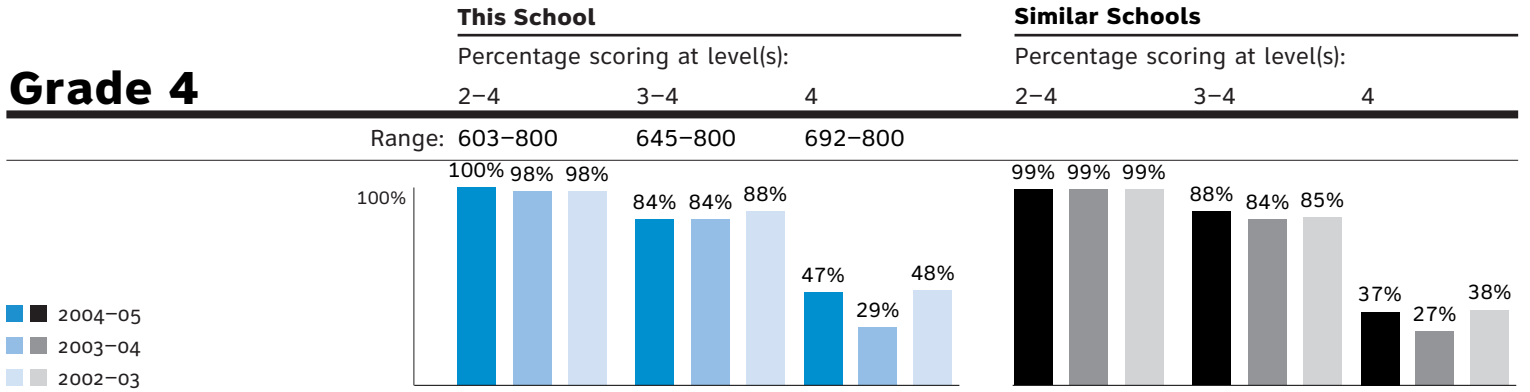 This School Similar Schools
Percentage scoring at level(s): Percentage scoring at level(s):
Grade 4 2–4 3–4 4 2–4 3–4 4
Range: 603–800 645–800 692–800
100% 98% 98% 84% 84% 88% 47% 29% 48% 99% 99% 99% 88% 84% 85% 37% 27% 38%
100%
2004–05
2003–04
2002–03